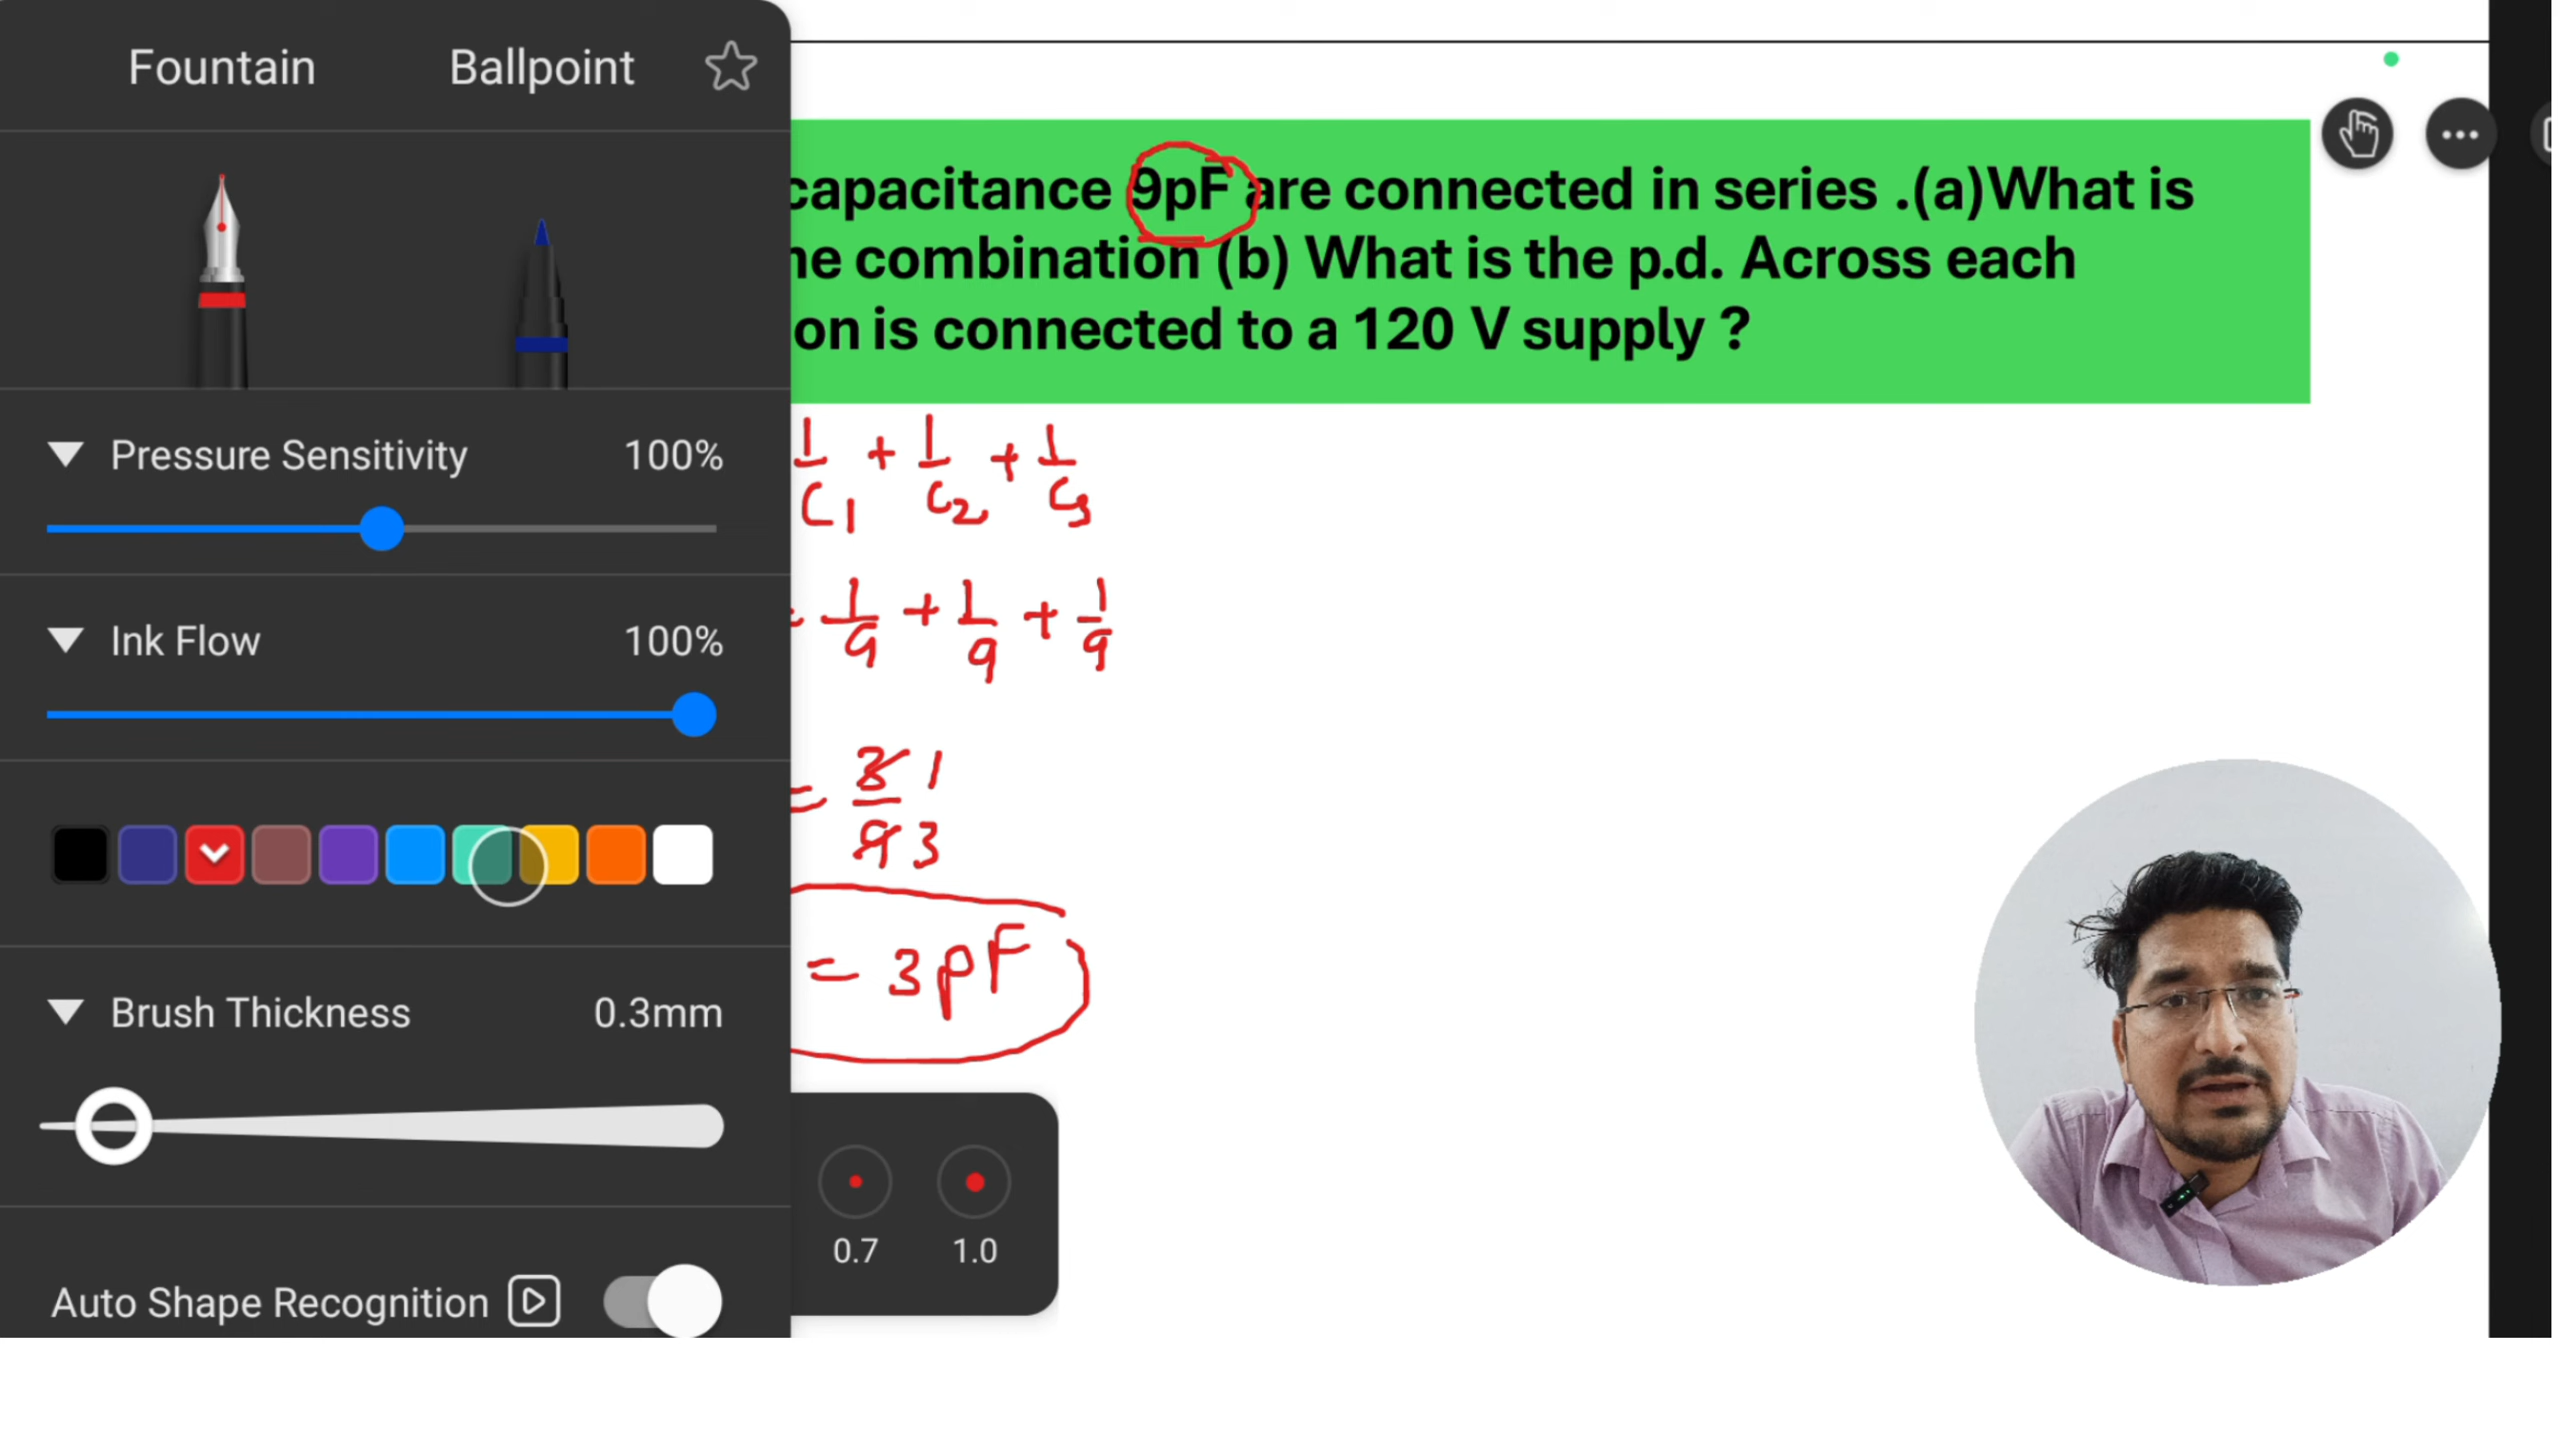 Fountain Ballpoint
capacitance 9pF are connected in series .(a)What is
combination (b) What is the p.d. Across each
on is connected to a 120 V supply ?
Pressure Sensitivity 100%
1/C1 + 1/C2 + 1/C3
Ink Flow 100%
= 1/9 + 1/9 + 1/9
= 3/9 1/3
Brush Thickness 0.3mm
= 3pF
0.7 1.0
Auto Shape Recognition